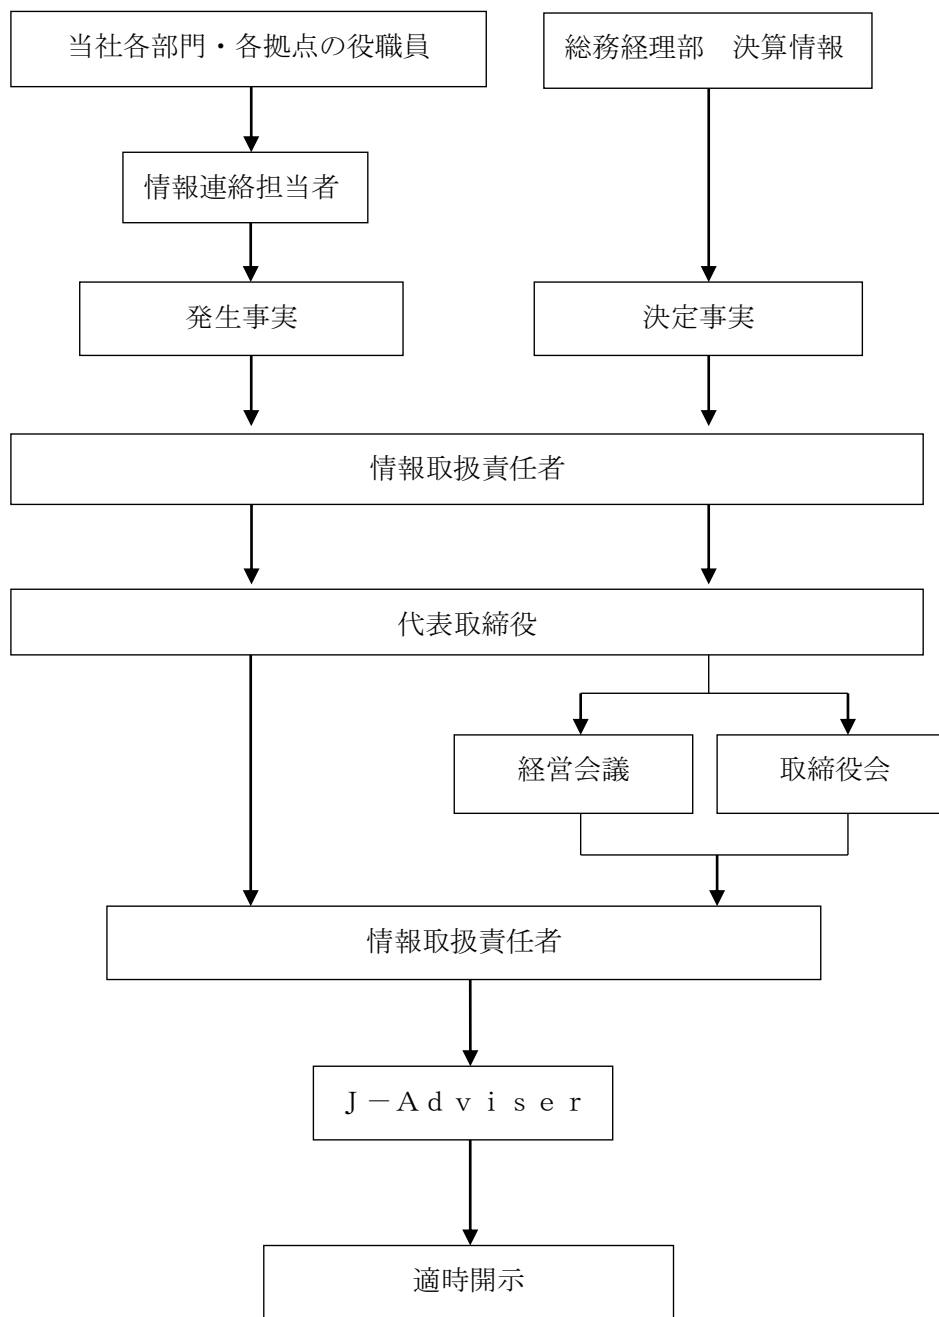 当社各部門・各拠点の役職員
総務経理部　決算情報
情報連絡担当者
発生事実
決定事実
情報取扱責任者
代表取締役
経営会議
取締役会
情報取扱責任者
Ｊ－Ａｄｖｉｓｅｒ
適時開示